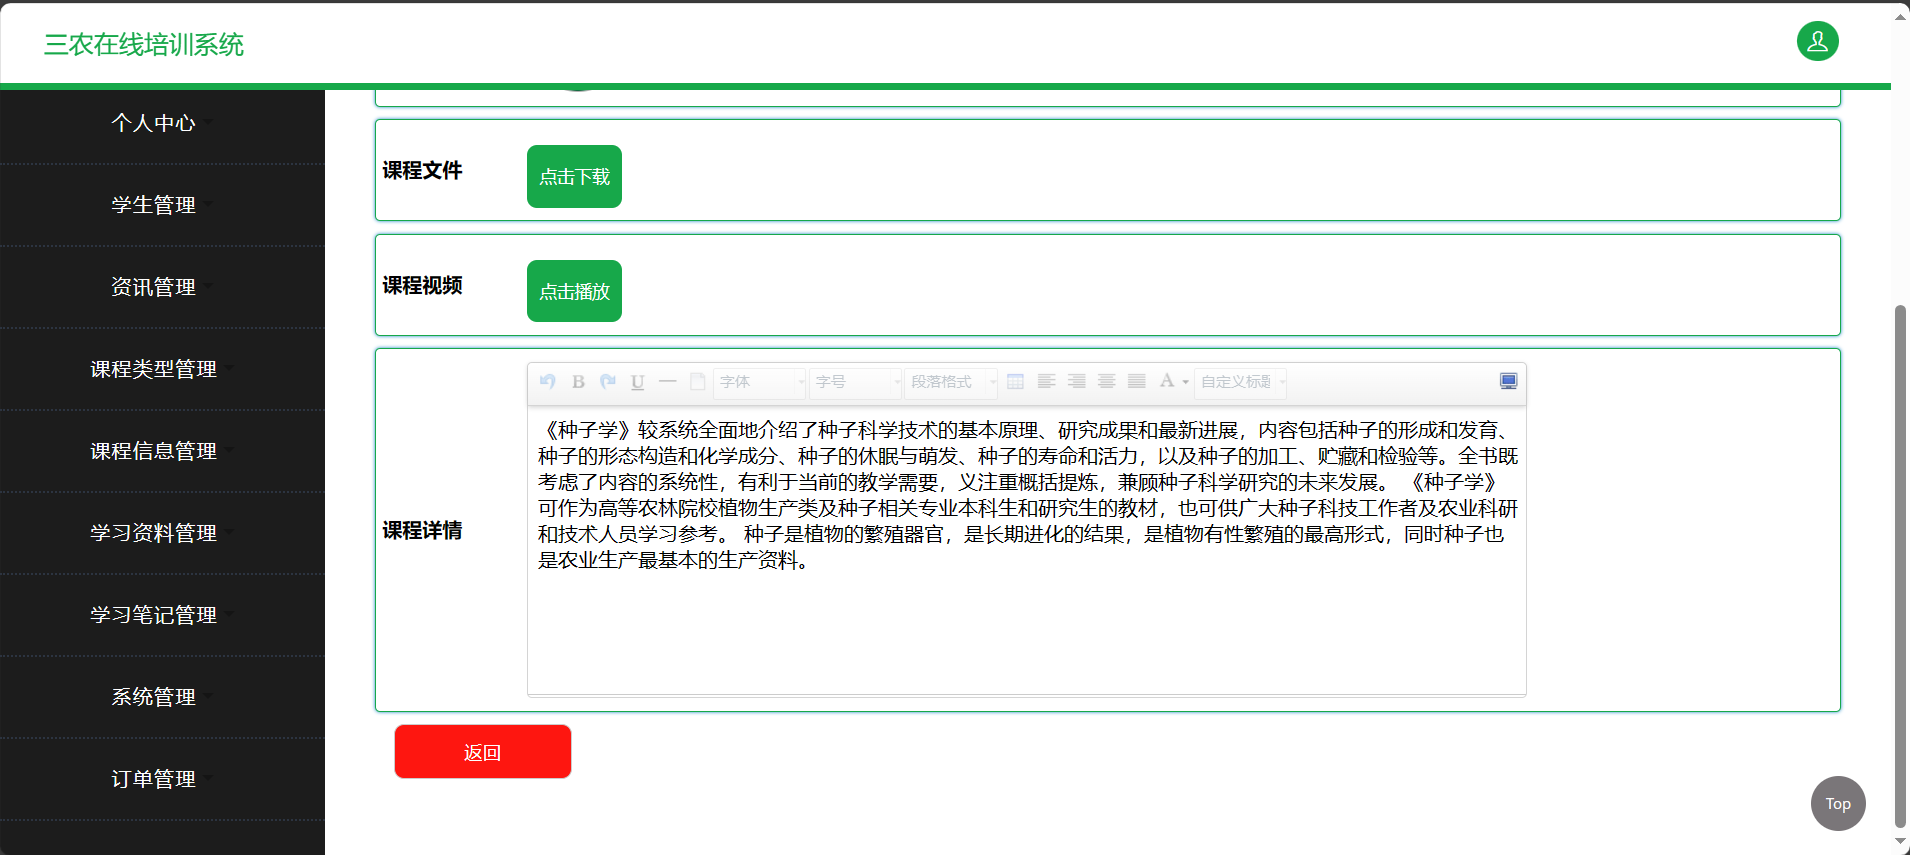 三农在线培训系统
个人中心
学生管理
资讯管理
课程类型管理
课程信息管理
学习资料管理
学习笔记管理
系统管理
订单管理
课程文件
点击下载
课程视频
点击播放
课程详情
B U 字体 字号 段落格式 A 自定义标题
《种子学》较系统全面地介绍了种子科学技术的基本原理、研究成果和最新进展，内容包括种子的形成和发育、
种子的形态构造和化学成分、种子的休眠与萌发、种子的寿命和活力，以及种子的加工、贮藏和检验等。全书既
考虑了内容的系统性，有利于当前的教学需要，义注重概括提炼，兼顾种子科学研究的未来发展。 《种子学》
可作为高等农林院校植物生产类及种子相关专业本科生和研究生的教材，也可供广大种子科技工作者及农业科研
和技术人员学习参考。 种子是植物的繁殖器官，是长期进化的结果，是植物有性繁殖的最高形式，同时种子也
是农业生产最基本的生产资料。
返回
Top